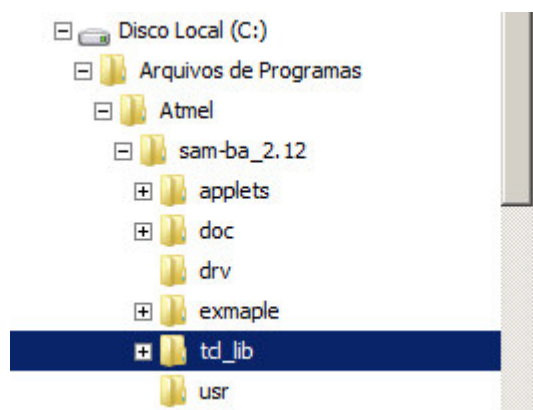 Disco Local (C:)
Arquivos de Programas
Atmel
sam-ba_2.12
applets
doc
drv
exmaple
tcl_lib
usr